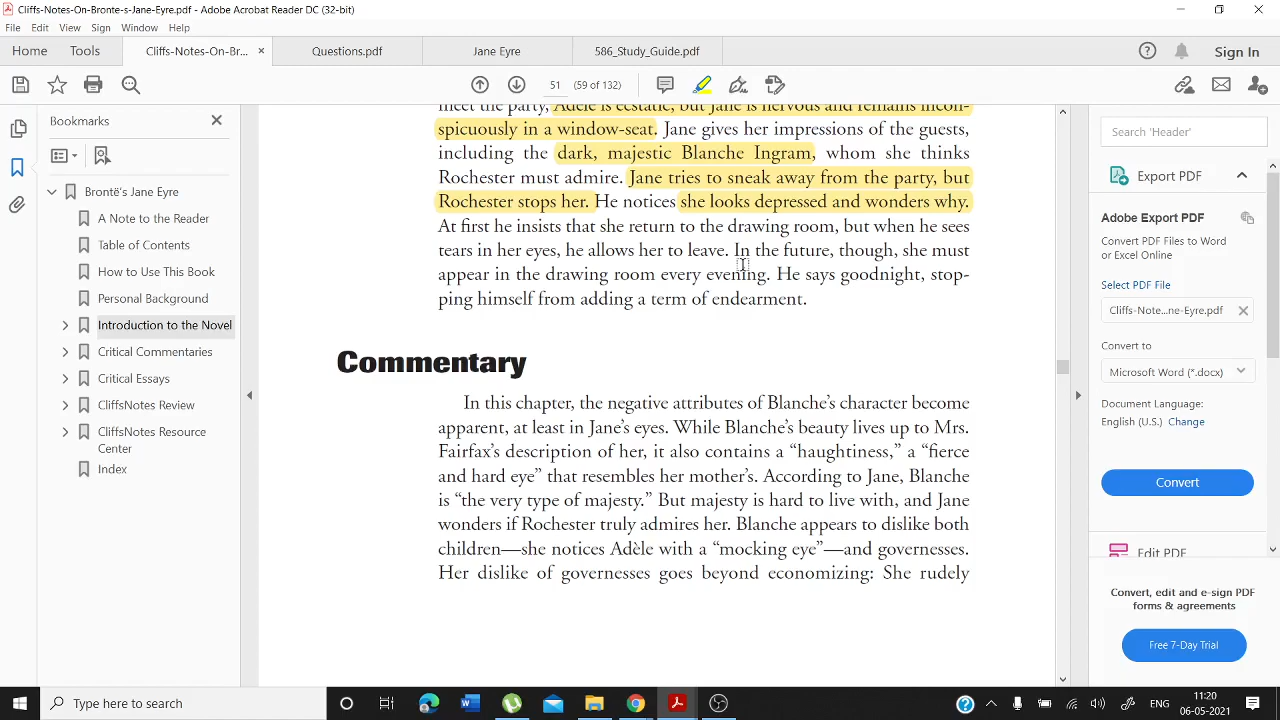 Cliffs-Notes-On-Bronte-s-Jane-Eyre.pdf - Adobe Acrobat Reader DC (32-bit)
File Edit View Sign Window Help
Home Tools Cliffs-Notes-On-Br... Questions.pdf Jane Eyre 586_Study_Guide.pdf Sign In
51 (59 of 132)
Bookmarks
Brontë's Jane Eyre
A Note to the Reader
Table of Contents
How to Use This Book
Personal Background
Introduction to the Novel
Critical Commentaries
Critical Essays
CliffsNotes Review
CliffsNotes Resource
Center
Index
meet the party, Adèle is ecstatic, but Jane is nervous and remains incon-
spicuously in a window-seat. Jane gives her impressions of the guests,
including the dark, majestic Blanche Ingram, whom she thinks
Rochester must admire. Jane tries to sneak away from the party, but
Rochester stops her. He notices she looks depressed and wonders why.
At first he insists that she return to the drawing room, but when he sees
tears in her eyes, he allows her to leave. In the future, though, she must
appear in the drawing room every evening. He says goodnight, stop-
ping himself from adding a term of endearment.
Commentary
In this chapter, the negative attributes of Blanche's character become
apparent, at least in Jane's eyes. While Blanche's beauty lives up to Mrs.
Fairfax's description of her, it also contains a “haughtiness,” a “fierce
and hard eye” that resembles her mother's. According to Jane, Blanche
is “the very type of majesty.” But majesty is hard to live with, and Jane
wonders if Rochester truly admires her. Blanche appears to dislike both
children—she notices Adèle with a “mocking eye”—and governesses.
Her dislike of governesses goes beyond economizing: She rudely
Search 'Header'
Export PDF
Adobe Export PDF
Convert PDF Files to Word
or Excel Online
Select PDF File
Cliffs-Note...ne-Eyre.pdf
Convert to
Microsoft Word (*.docx)
Document Language:
English (U.S.) Change
Convert
Edit PDF
Convert, edit and e-sign PDF
forms & agreements
Free 7-Day Trial
Type here to search
ENG
11:20
06-05-2021